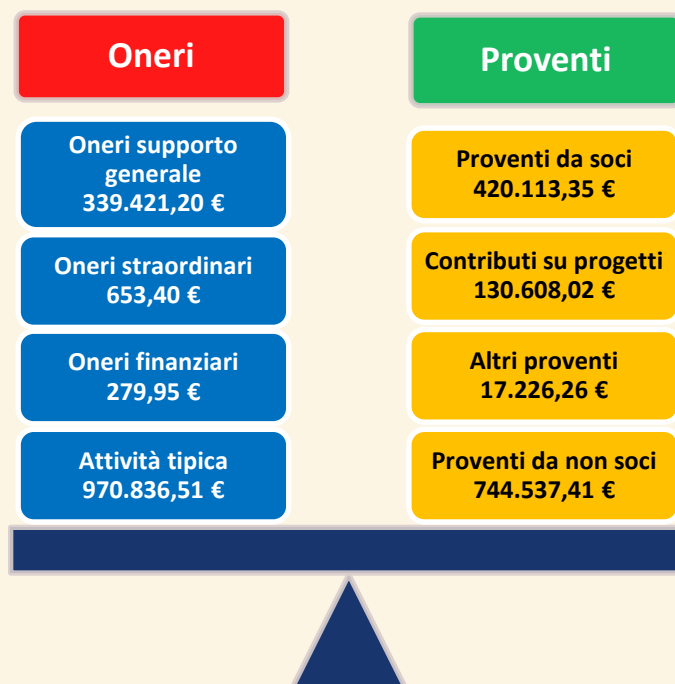 Oneri
Oneri supporto
generale
339.421,20 €
Oneri straordinari
653,40 €
Oneri finanziari
279,95 €
Attività tipica
970.836,51 €
Proventi
Proventi da soci
420.113,35 €
Contributi su progetti
130.608,02 €
Altri proventi
17.226,26 €
Proventi da non soci
744.537,41 €